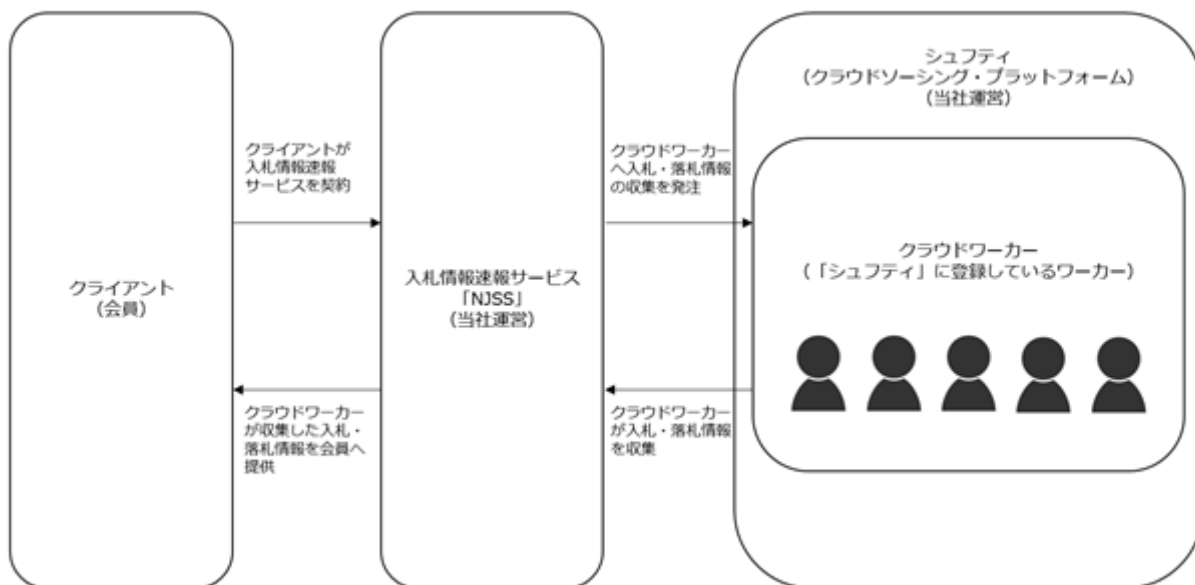 クライアント
(会員)
クライアントが
入札情報速報
サービスを契約
クラウドワーカー
が収集した入札・
落札情報を会員へ
提供
入札情報速報サービス
「NJSS」
(当社運営)
クラウドワーカー
へ入札・落札情報
の収集を発注
クラウドワーカー
が入札・落札情報
を収集
シュフティ
(クラウドソーシング・プラットフォーム)
(当社運営)
クラウドワーカー
(「シュフティ」に登録しているワーカー)